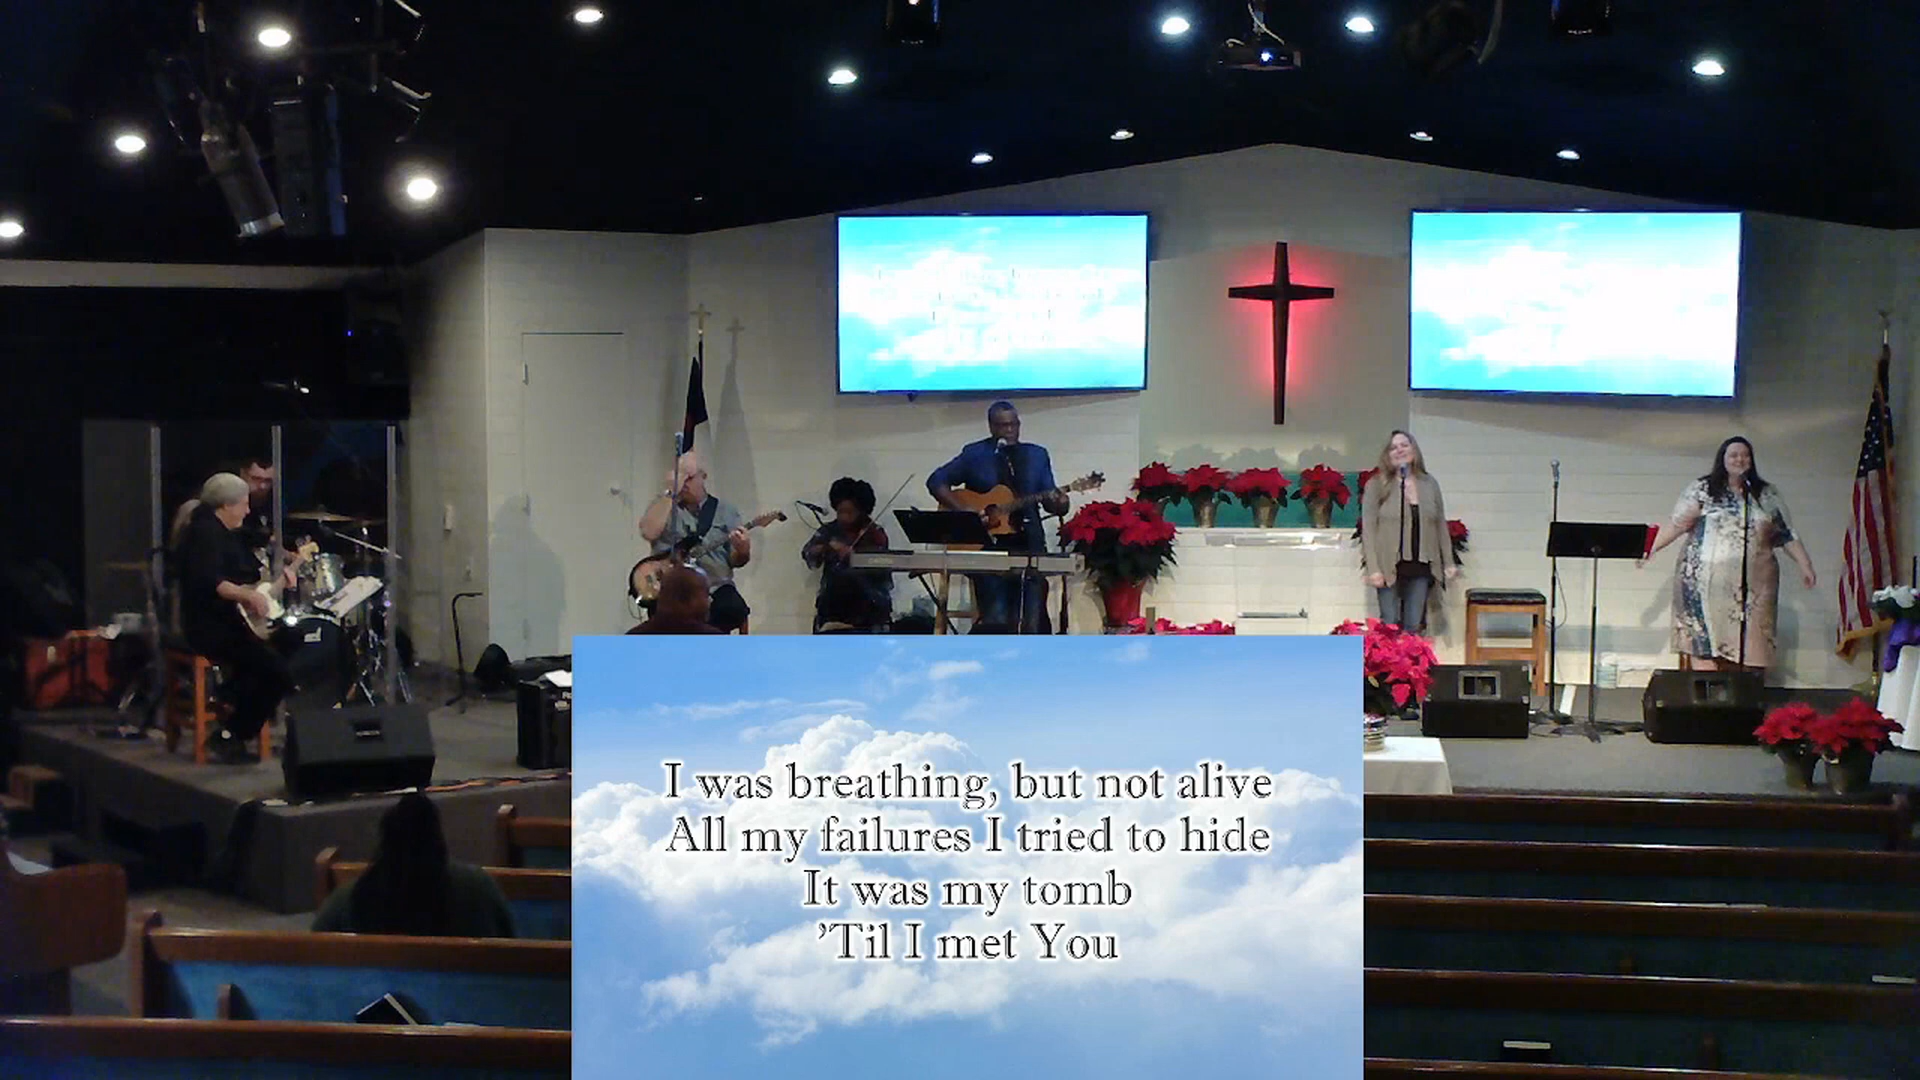 I was breathing, but not alive
All my failures I tried to hide
It was my tomb
’Til I met You